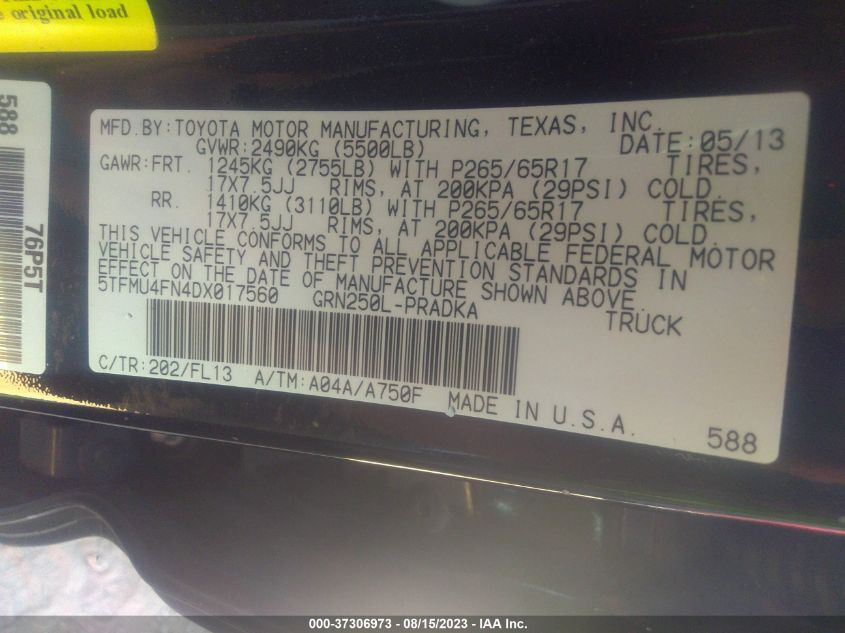 e original load
588
76P5T
MFD.BY:TOYOTA MOTOR MANUFACTURING, TEXAS, INC.
GVWR:2490KG (5500LB) DATE:05/13
GAWR:FRT. 1245KG (2755LB) WITH P265/65R17 TIRES,
17X7.5JJ RIMS, AT 200KPA (29PSI) COLD
RR. 1410KG (3110LB) WITH P265/65R17 TIRES,
17X7.5JJ RIMS, AT 200KPA (29PSI) COLD
THIS VEHICLE CONFORMS TO ALL APPLICABLE FEDERAL MOTOR
VEHICLE SAFETY AND THEFT PREVENTION STANDARDS IN
EFFECT ON THE DATE OF MANUFACTURE SHOWN ABOVE.
5TFMU4FN4DX017560 GRN250L-PRADKA TRUCK
C/TR:202/FL13 A/TM:A04A/A750F MADE IN U.S.A.
588
000-37306973 - 08/15/2023 - IAA Inc.